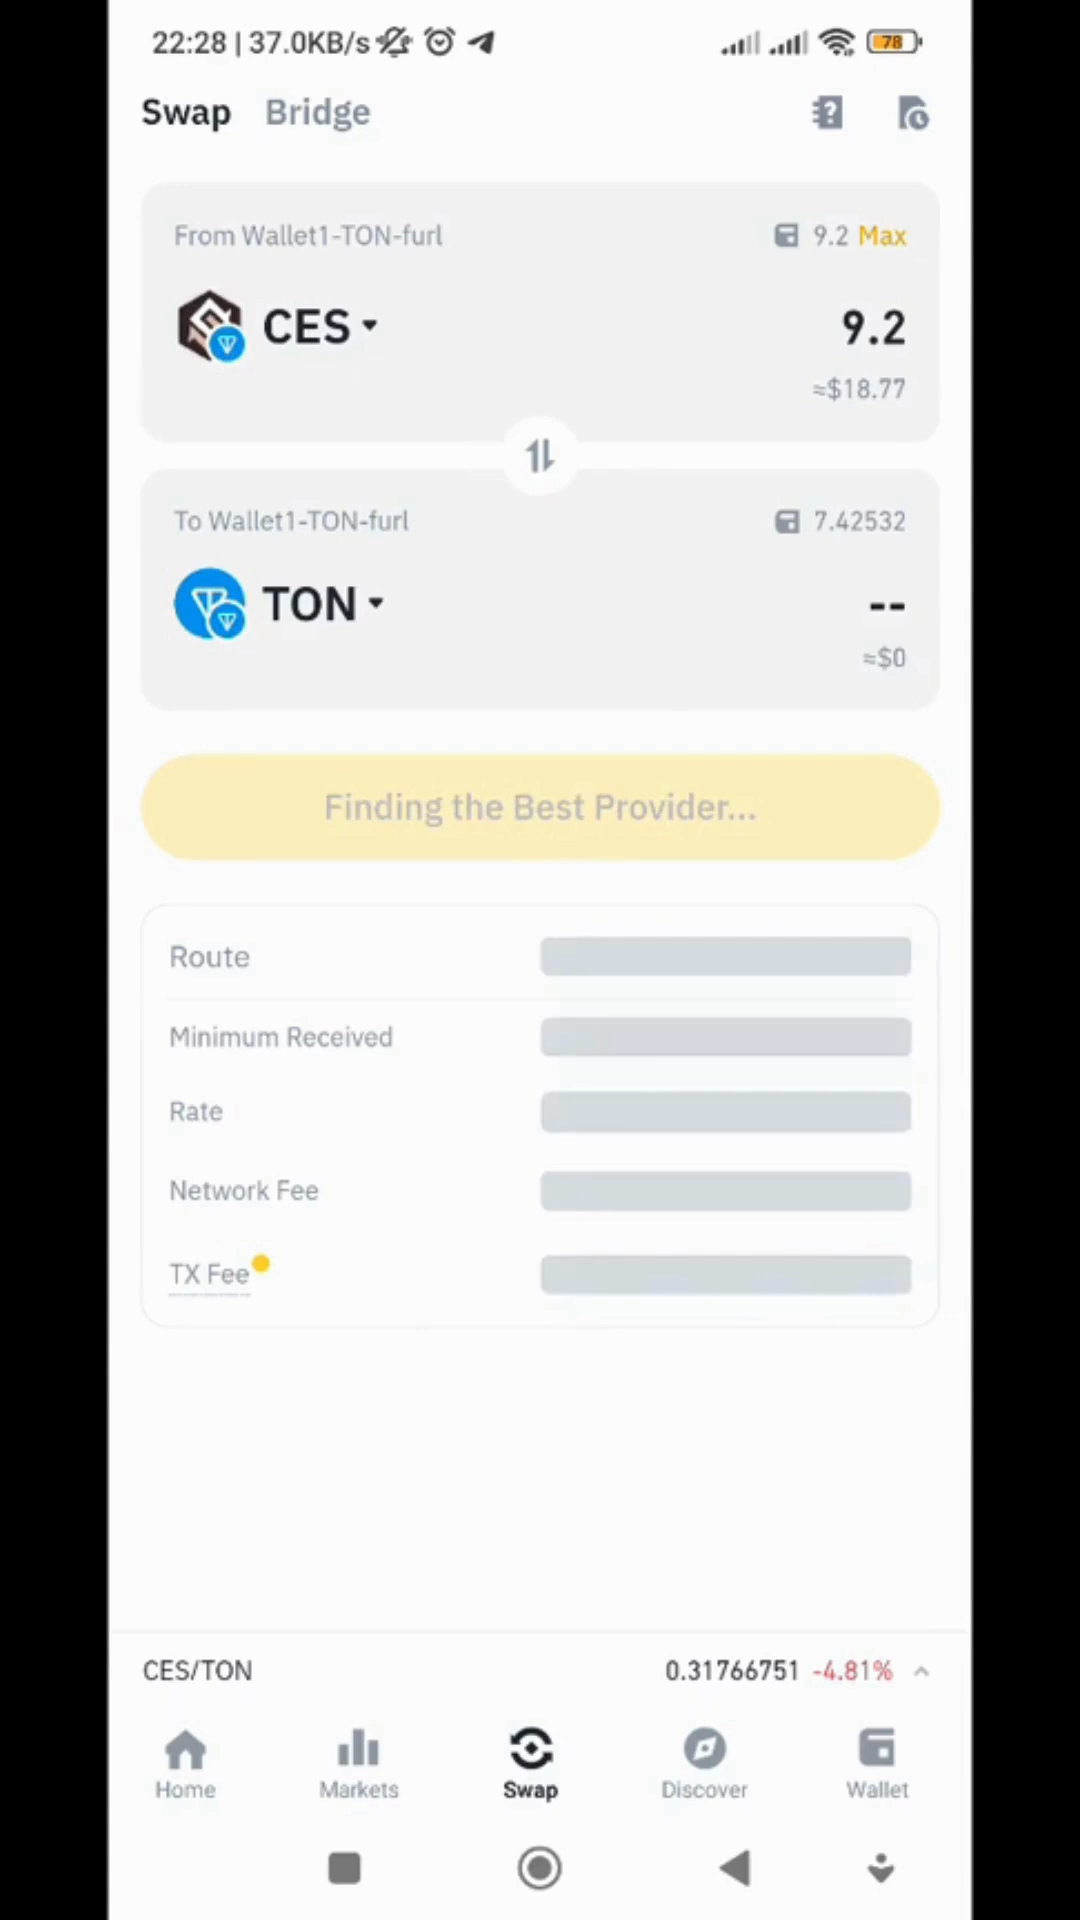 22:28 | 37.0KB/s
78
Swap Bridge
From Wallet1-TON-furl 9.2 Max
CES 9.2
≈$18.77
To Wallet1-TON-furl 7.42532
TON --
≈$0
Finding the Best Provider...
Route
Minimum Received
Rate
Network Fee
TX Fee
CES/TON 0.31766751 -4.81%
Home Markets Swap Discover Wallet